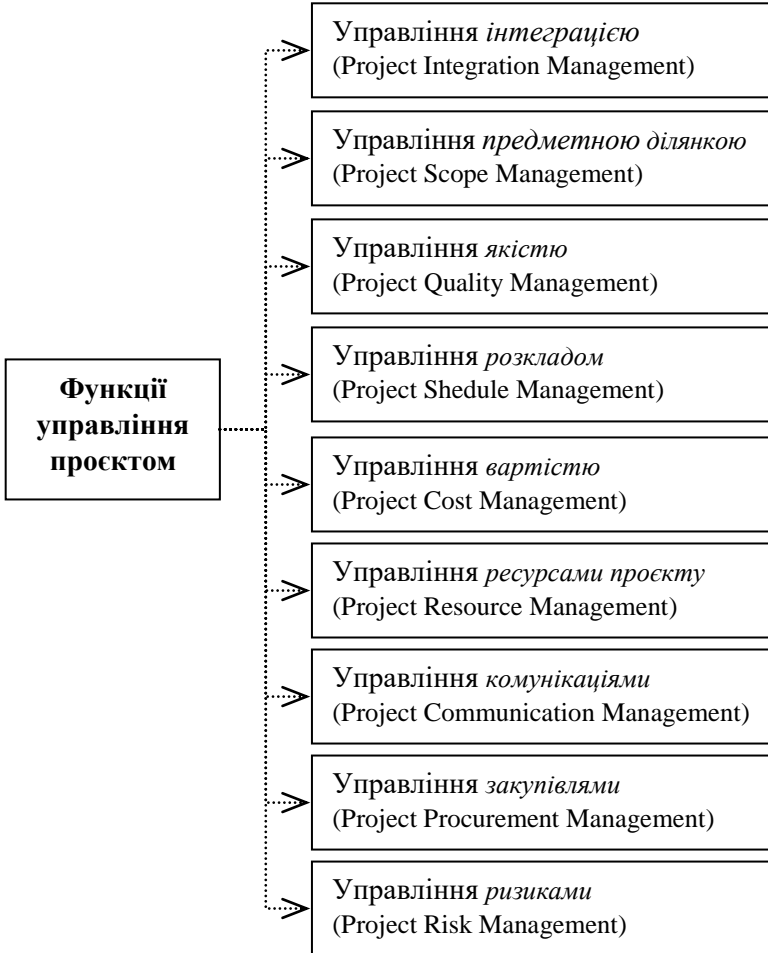 Управління інтеграцією
(Project Integration Management)
Управління предметною ділянкою
(Project Scope Management)
Управління якістю
(Project Quality Management)
Управління розкладом
(Project Shedule Management)
Функції
управління
проєктом
Управління вартістю
(Project Cost Management)
Управління ресурсами проєкту
(Project Resource Management)
Управління комунікаціями
(Project Communication Management)
Управління закупівлями
(Project Procurement Management)
Управління ризиками
(Project Risk Management)